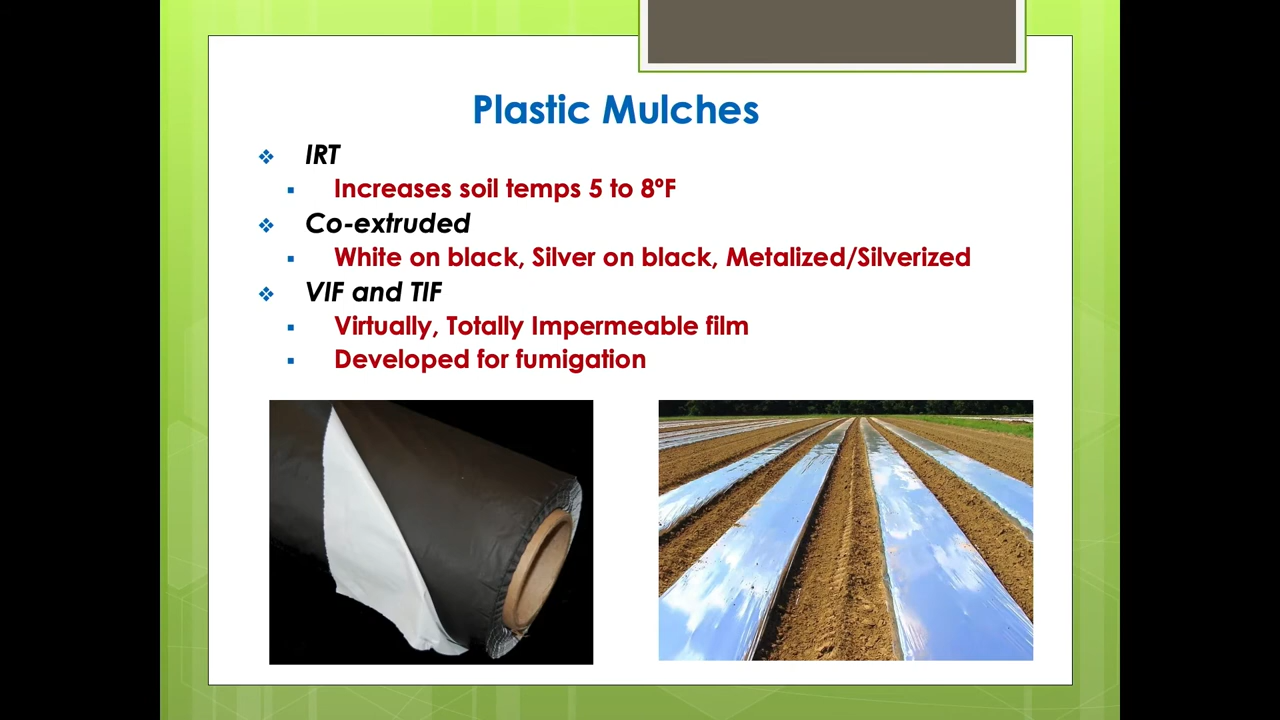 Plastic Mulches
IRT
Increases soil temps 5 to 8ºF
Co-extruded
White on black, Silver on black, Metalized/Silverized
VIF and TIF
Virtually, Totally Impermeable film
Developed for fumigation